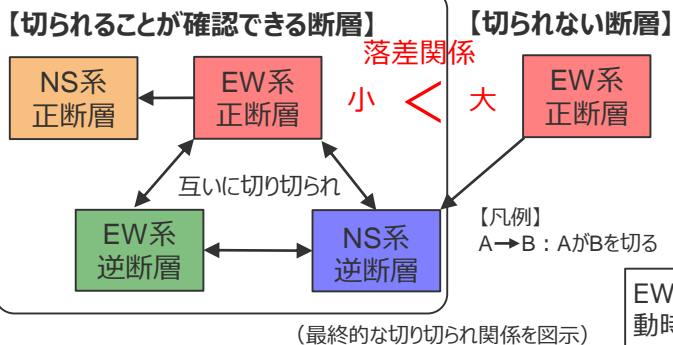 【切られることが確認できる断層】
【切られない断層】
落差関係
NS系
正断層
EW系
正断層
小 < 大
EW系
正断層
互いに切り切られ
EW系
逆断層
NS系
逆断層
【凡例】
A→B：AがBを切る
EW
動時
（最終的な切り切られ関係を図示）